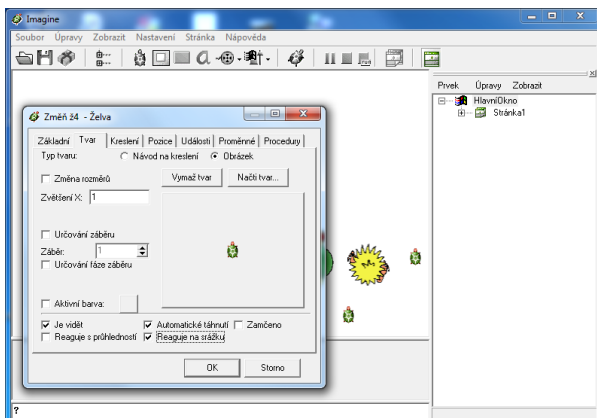 Imagine
Soubor Úpravy Zobrazit Nastavení Stránka Nápověda
Prvek Úpravy Zobrazit
HlavníOkno
Stránka1
Změň ž4 - Želva
Základní Tvar Kreslení Pozice Události Proměnné Procedury
Typ tvaru: Návod na kreslení Obrázek
Změna rozměrů Vymaž tvar Načti tvar...
Zvětšení X: 1
Určování záběru
Záběr: 1
Určování fáze záběru
Aktivní barva:
Je vidět Automatické táhnutí Zamčeno
Reaguje s průhledností Reaguje na srážku
OK Storno
?